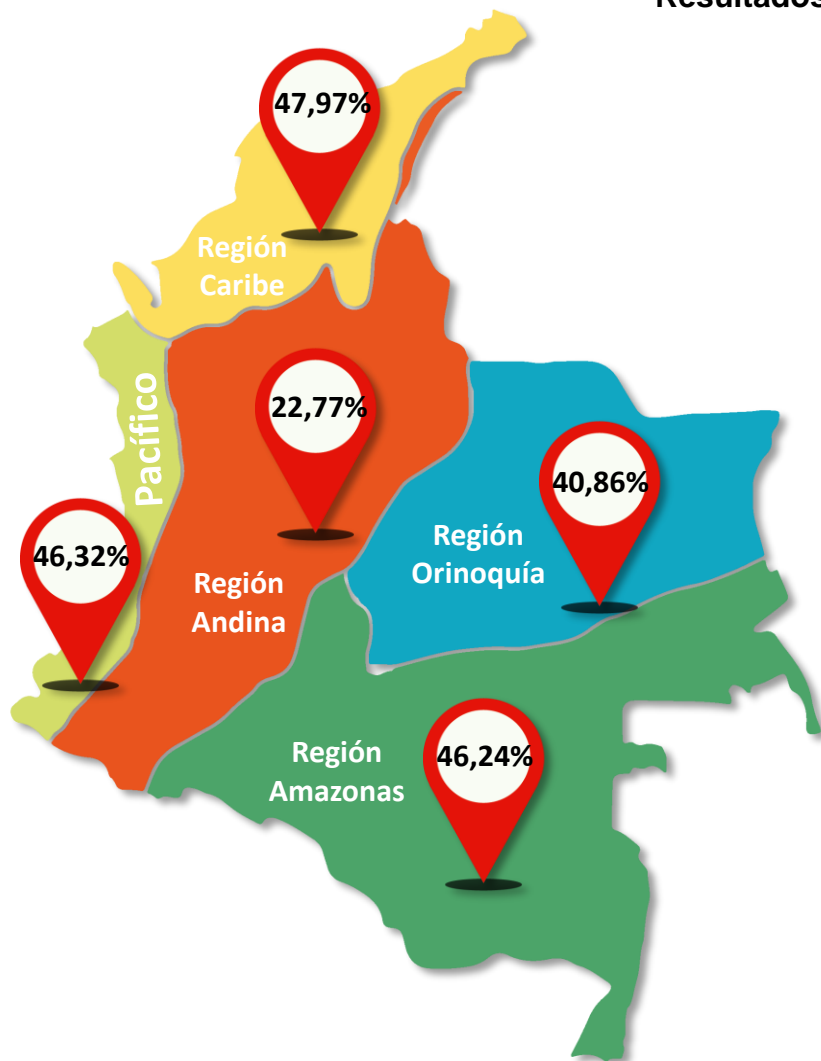 Resultados
47,97%
Región
Caribe
Pacífico
22,77%
40,86%
46,32%
Región
Orinoquía
Región
Andina
46,24%
Región
Amazonas